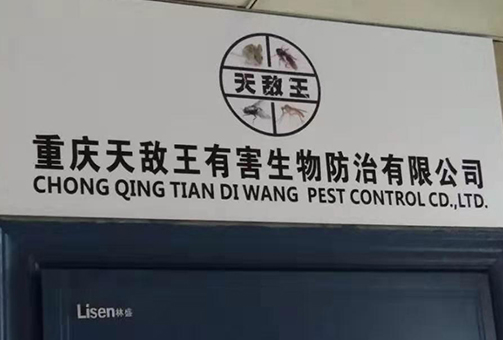 天敌王
重庆天敌王有害生物防治有限公司
CHONG QING TIAN DI WANG PEST CONTROL CD.,LTD.
Lisen林盛